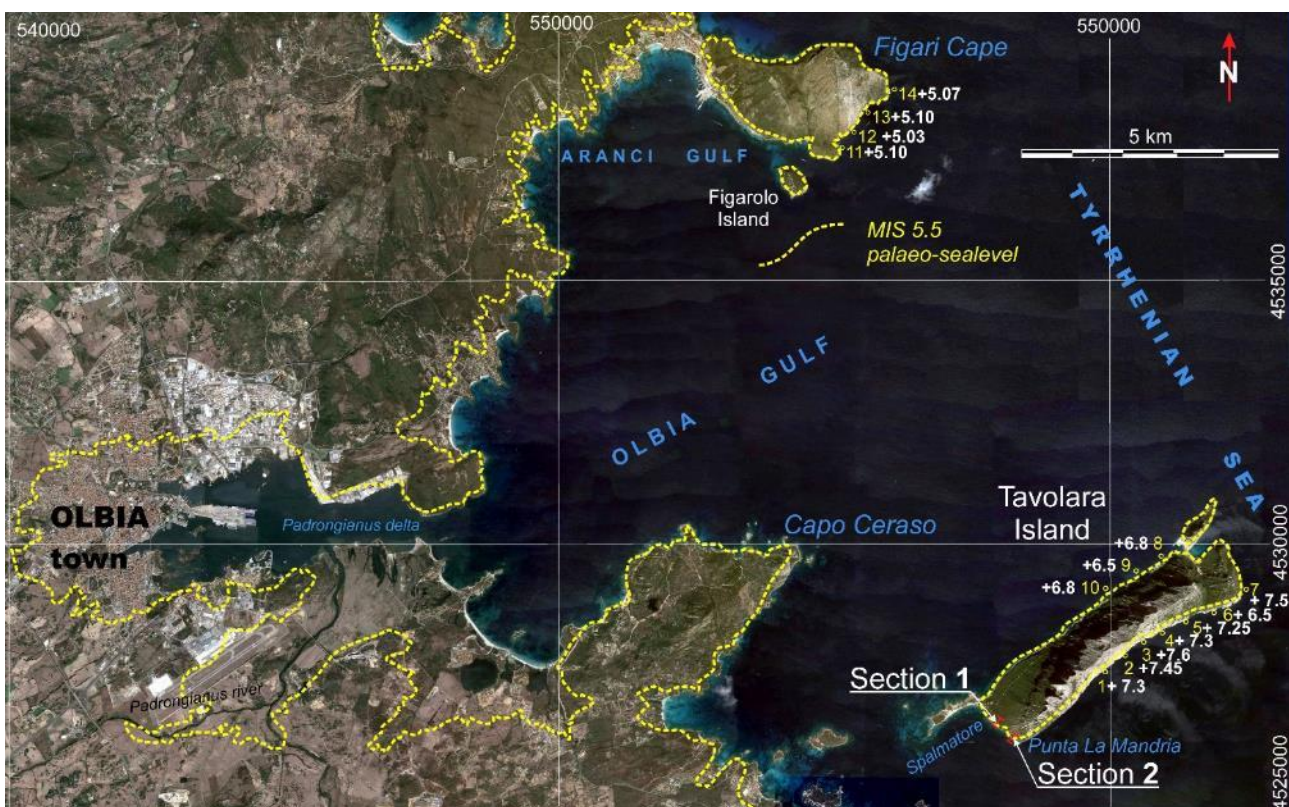 540000
550000
550000
Figari Cape
N
°14+5.07
°13+5.10
°12 +5.03
°11+5.10
5 km
ARANCI GULF
Figarolo
Island
TYRRHENIAN
SEA
MIS 5.5
palaeo-sealevel
4535000
OLBIA GULF
OLBIA
town
Padrongianus delta
Capo Ceraso
Tavolara
Island
4530000
+6.8 8°
+6.5 9°
+6.8 10°
7
+ 7.5
6+ 6.5
5+ 7.25
4+ 7.3
3 +7.6
2 +7.45
1+ 7.3
Padrongianus river
Section 1
Spalmatore
Punta La Mandria
Section 2
4525000